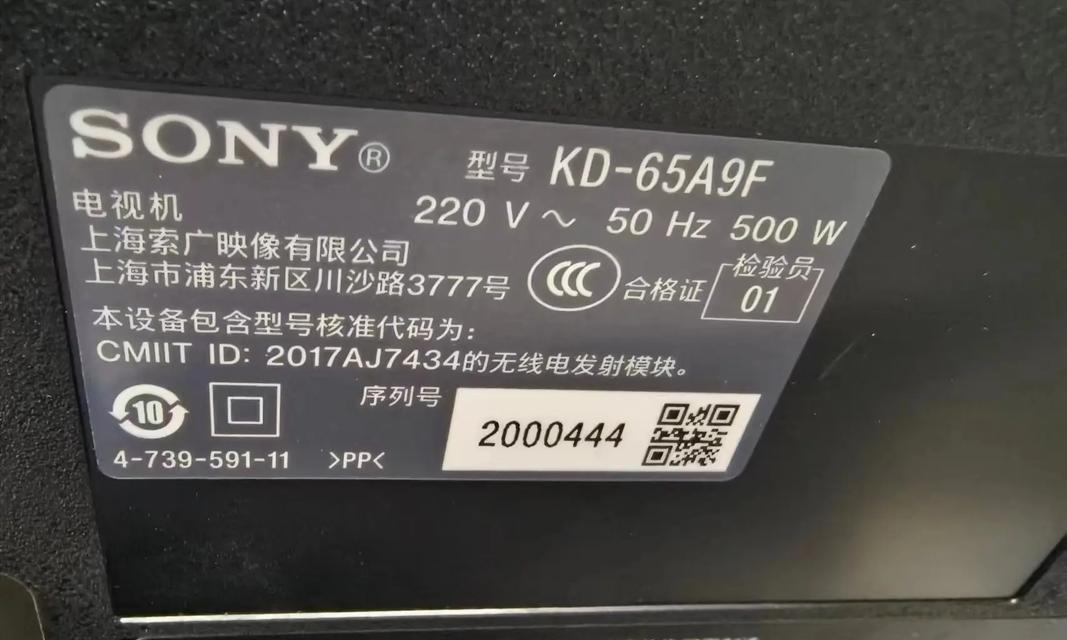 SONY®
型号 KD-65A9F
电视机
220 V ～ 50 Hz 500 W
上海索广映像有限公司
上海市浦东新区川沙路3777号
CCC 合格证 检验员 01
本设备包含型号核准代码为：
CMIIT ID: 2017AJ7434的无线电发射模块。
10
序列号 2000444
4-739-591-11 >PP<